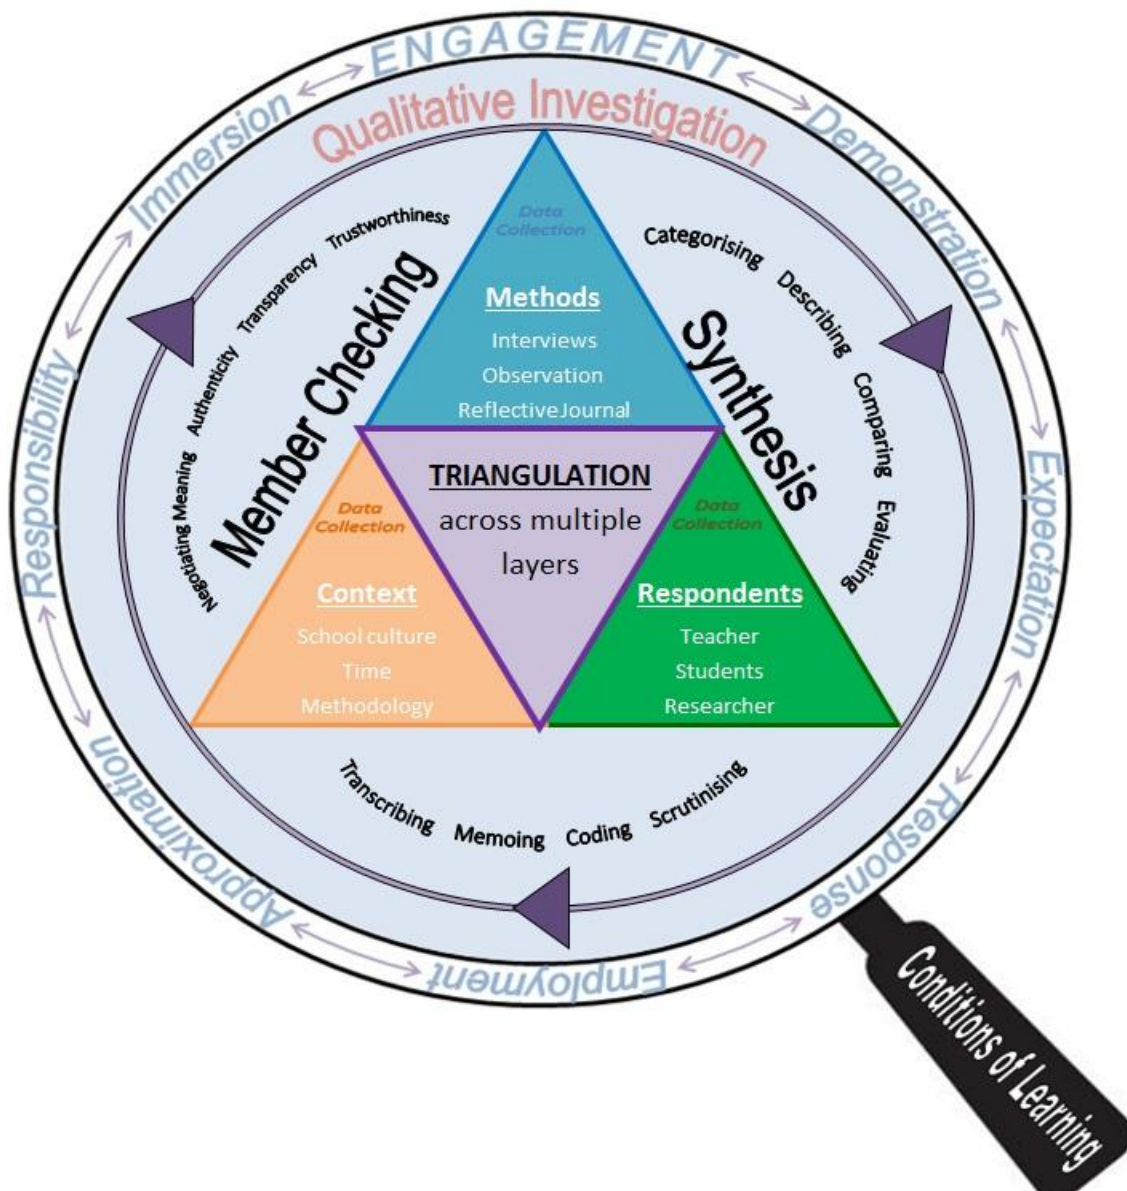 ENGAGEMENT
Demonstration
Expectation
Response
Employment
Approximation
Responsibility
Immersion
Qualitative Investigation
Member Checking
Negotiating Meaning Authenticity Transparency Trustworthiness
Synthesis
Categorising Describing Comparing Evaluating
Data
Collection
Methods
Interviews
Observation
Reflective Journal
TRIANGULATION
across multiple
layers
Data
Collection
Context
School culture
Time
Methodology
Data
Collection
Respondents
Teacher
Students
Researcher
Transcribing Memoing Coding Scrutinising
Conditions of Learning